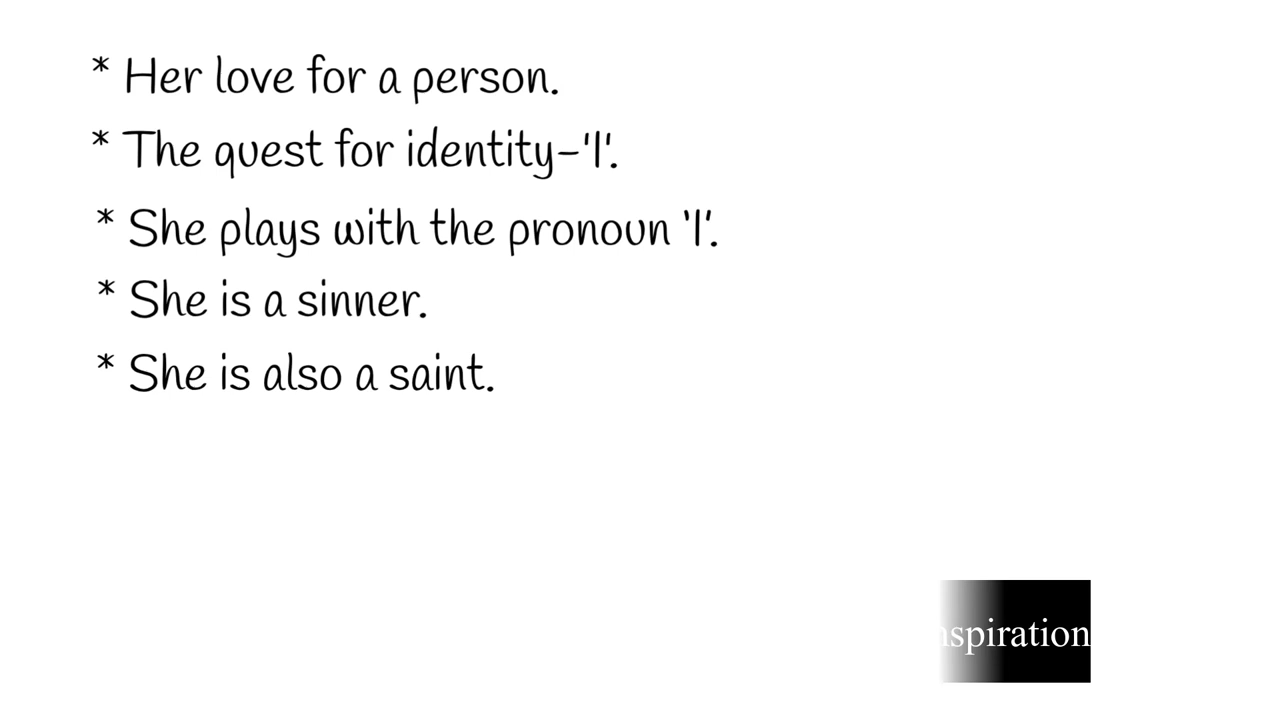 * Her love for a person.
* The quest for identity-'I'.
* She plays with the pronoun 'I'.
* She is a sinner.
* She is also a saint.